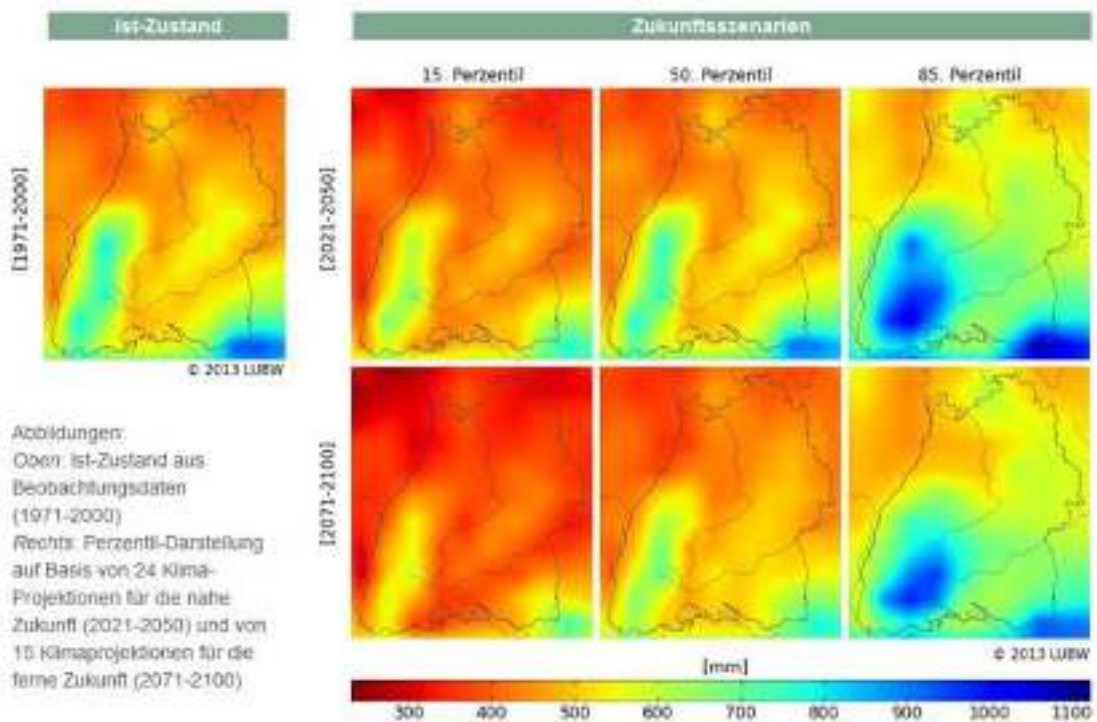 Ist-Zustand
Zukunftsszenarien
15. Perzentil
50. Perzentil
85. Perzentil
[1971-2000]
[2021-2050]
© 2013 LUBW
Abbildungen:
Oben: Ist-Zustand aus
Beobachtungsdaten
(1971-2000)
Rechts: Perzentil-Darstellung
auf Basis von 24 Klima-
Projektionen für die nahe
Zukunft (2021-2050) und von
15 Klimaprojektionen für die
ferne Zukunft (2071-2100)
[2071-2100]
© 2013 LUBW
[mm]
300 400 500 600 700 800 900 1000 1100